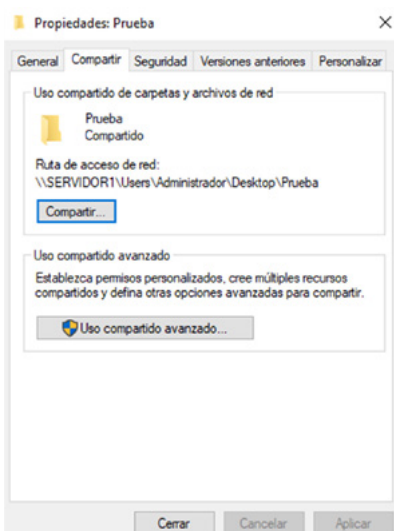 Propiedades: Prueba
General Compartir Seguridad Versiones anteriores Personalizar
Uso compartido de carpetas y archivos de red
Prueba
Compartido
Ruta de acceso de red:
\\SERVIDOR1\Users\Administrador\Desktop\Prueba
Compartir...
Uso compartido avanzado
Establezca permisos personalizados, cree múltiples recursos
compartidos y defina otras opciones avanzadas para compartir.
Uso compartido avanzado...
Cerrar Cancelar Aplicar